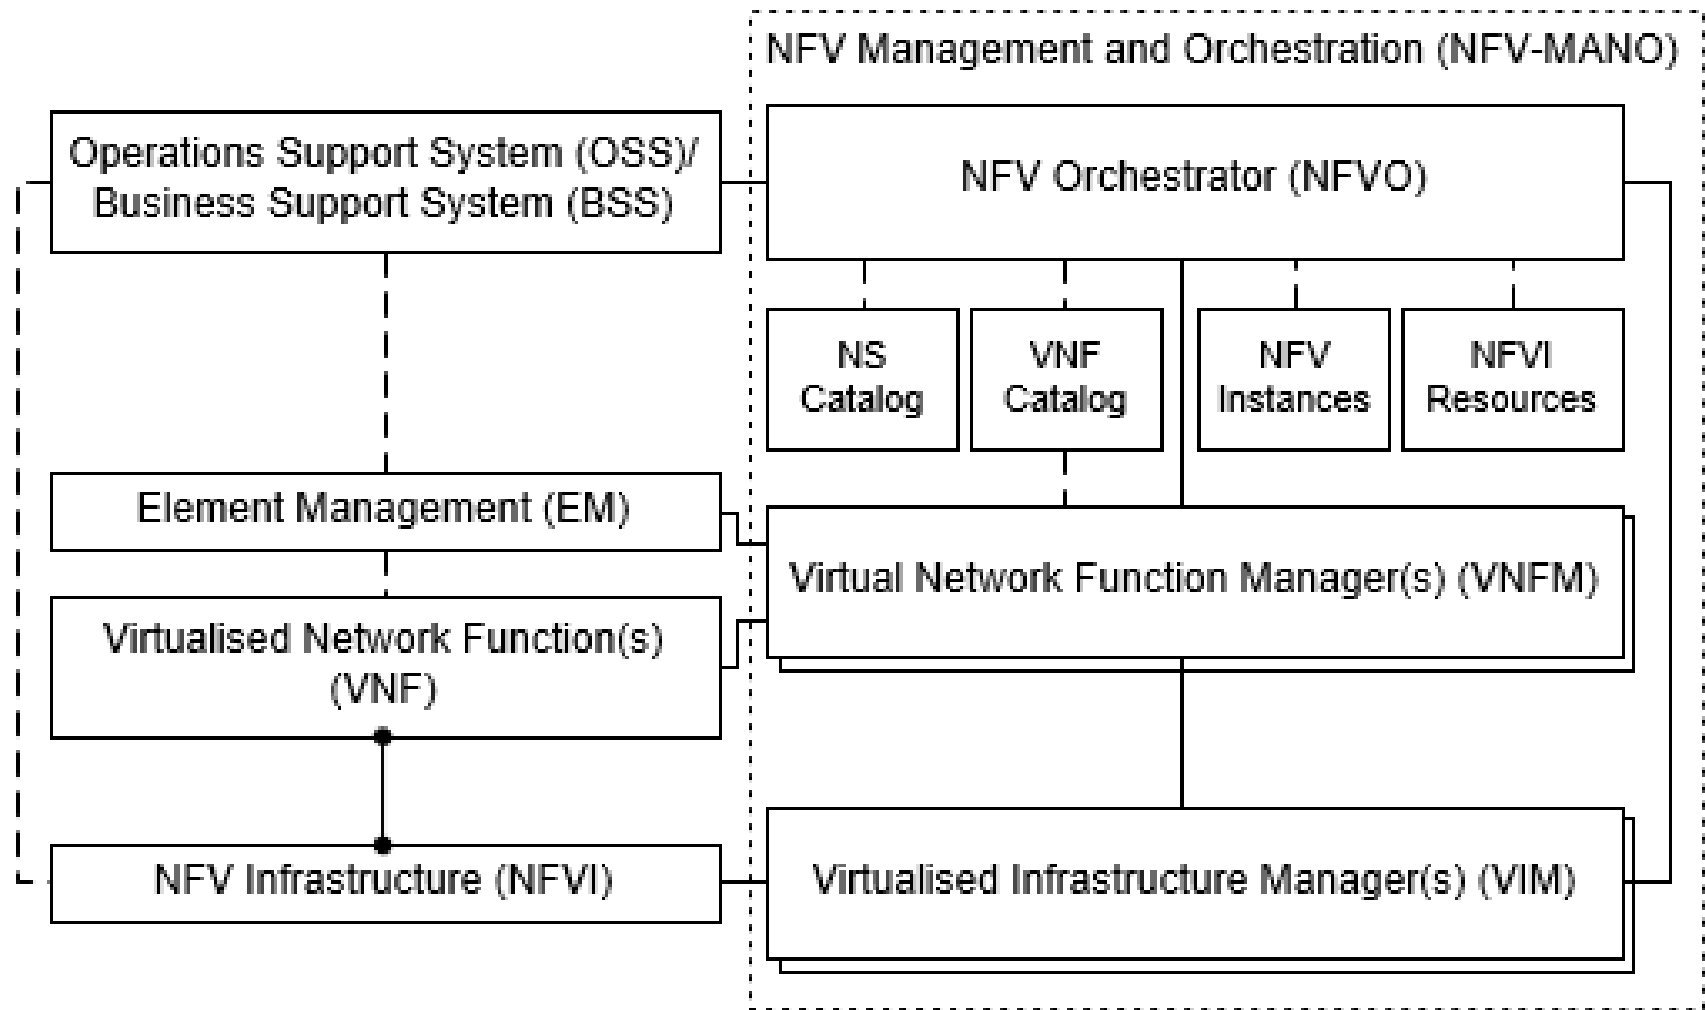 NFV Management and Orchestration (NFV-MANO)
Operations Support System (OSS)/
Business Support System (BSS)
NFV Orchestrator (NFVO)
NS
Catalog
VNF
Catalog
NFV
Instances
NFVI
Resources
Element Management (EM)
Virtual Network Function Manager(s) (VNFM)
Virtualised Network Function(s)
(VNF)
NFV Infrastructure (NFVI)
Virtualised Infrastructure Manager(s) (VIM)